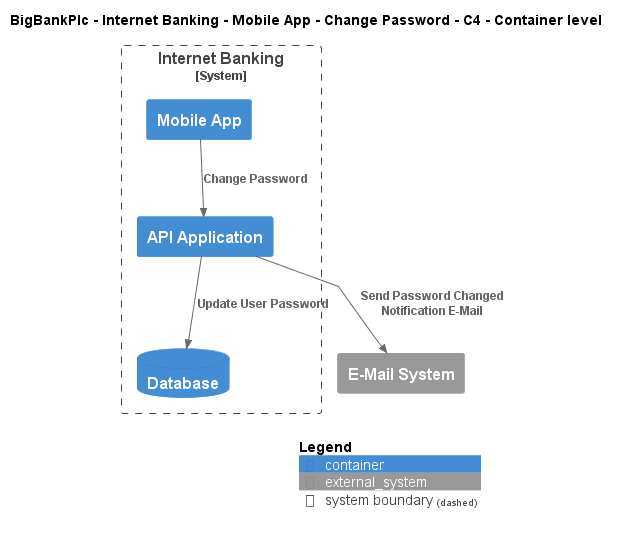 BigBankPlc - Internet Banking - Mobile App - Change Password - C4 - Container level
Internet Banking
[System]
Mobile App
Change Password
API Application
Update User Password
Send Password Changed
Notification E-Mail
Database
E-Mail System
Legend
container
external_system
system boundary (dashed)